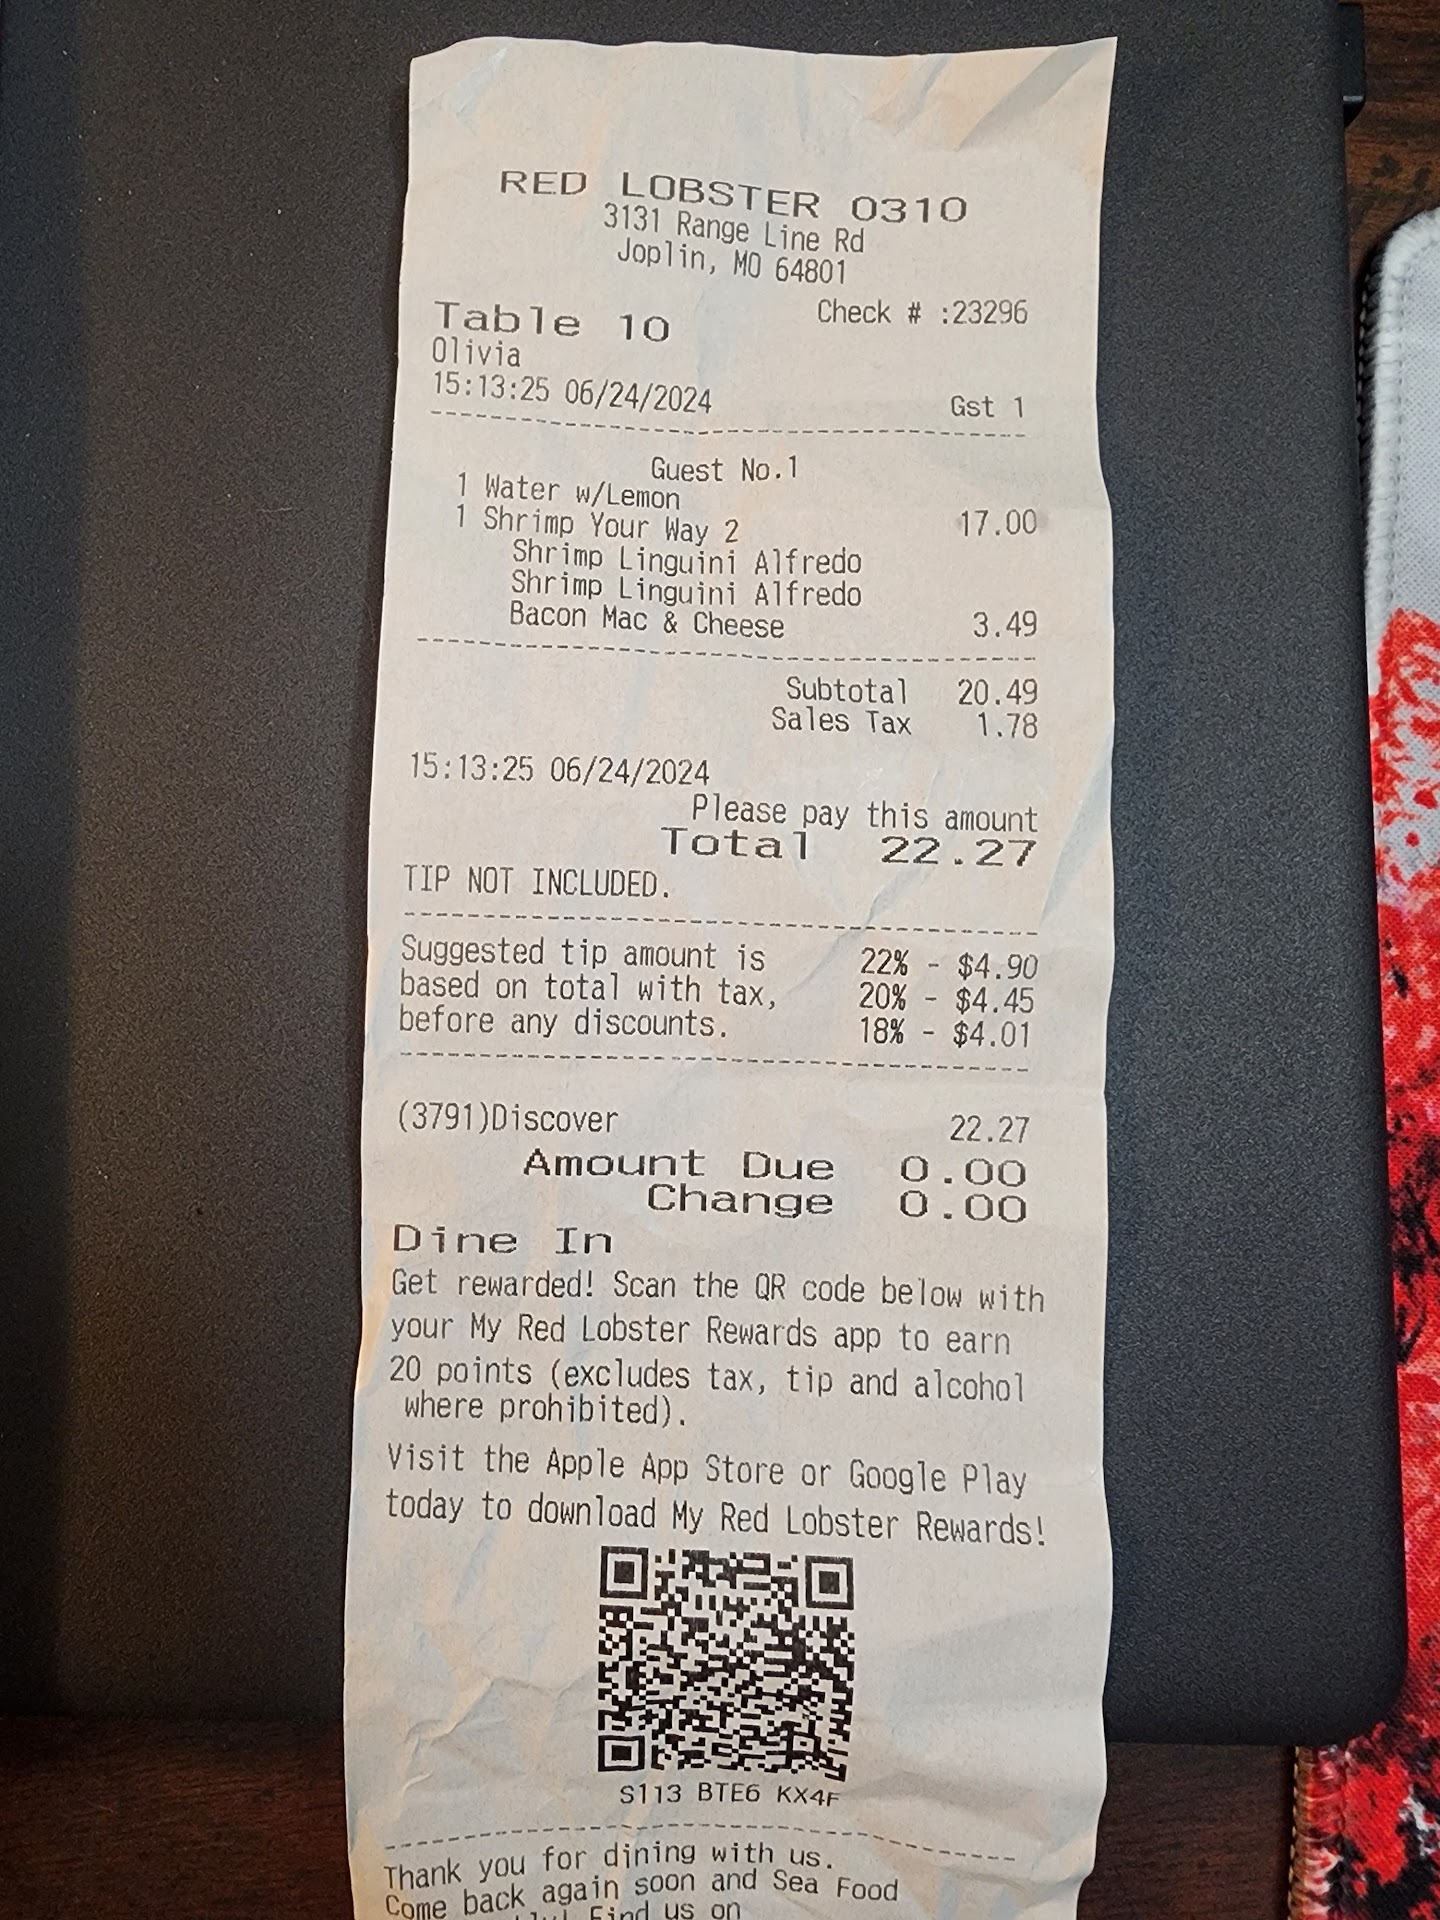 RED LOBSTER 0310
3131 Range Line Rd
Joplin, MO 64801
Check # :23296
Table 10
Olivia
15:13:25 06/24/2024 Gst 1
Guest No.1
1 Water w/Lemon
1 Shrimp Your Way 2 17.00
Shrimp Linguini Alfredo
Shrimp Linguini Alfredo
Bacon Mac & Cheese 3.49
Subtotal 20.49
Sales Tax 1.78
15:13:25 06/24/2024
Please pay this amount
Total 22.27
TIP NOT INCLUDED.
Suggested tip amount is 22% - $4.90
based on total with tax, 20% - $4.45
before any discounts. 18% - $4.01
(3791)Discover 22.27
Amount Due 0.00
Change 0.00
Dine In
Get rewarded! Scan the QR code below with
your My Red Lobster Rewards app to earn
20 points (excludes tax, tip and alcohol
where prohibited).
Visit the Apple App Store or Google Play
today to download My Red Lobster Rewards!
S113 BTE6 KX4F
Thank you for dining with us.
Come back again soon and Sea Food
Find us on